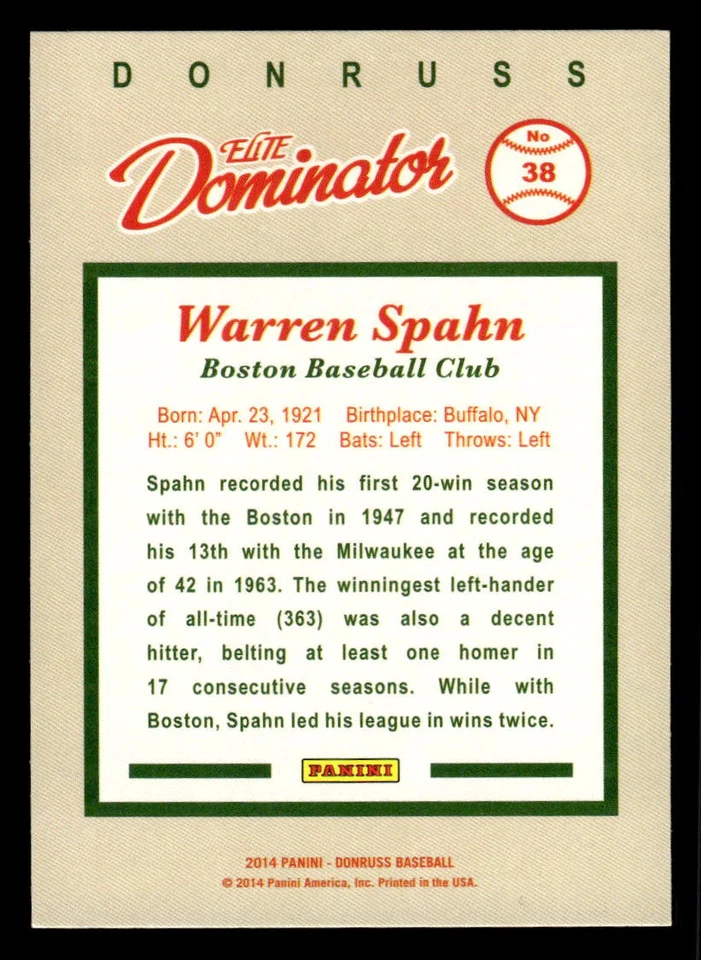 DONRUSS
ELITE
Dominator
No
38
Warren Spahn
Boston Baseball Club
Born: Apr. 23, 1921 Birthplace: Buffalo, NY
Ht.: 6' 0" Wt.: 172 Bats: Left Throws: Left
Spahn recorded his first 20-win season
with the Boston in 1947 and recorded
his 13th with the Milwaukee at the age
of 42 in 1963. The winningest left-hander
of all-time (363) was also a decent
hitter, belting at least one homer in
17 consecutive seasons. While with
Boston, Spahn led his league in wins twice.
PANINI
2014 PANINI - DONRUSS BASEBALL
© 2014 Panini America, Inc. Printed in the USA.